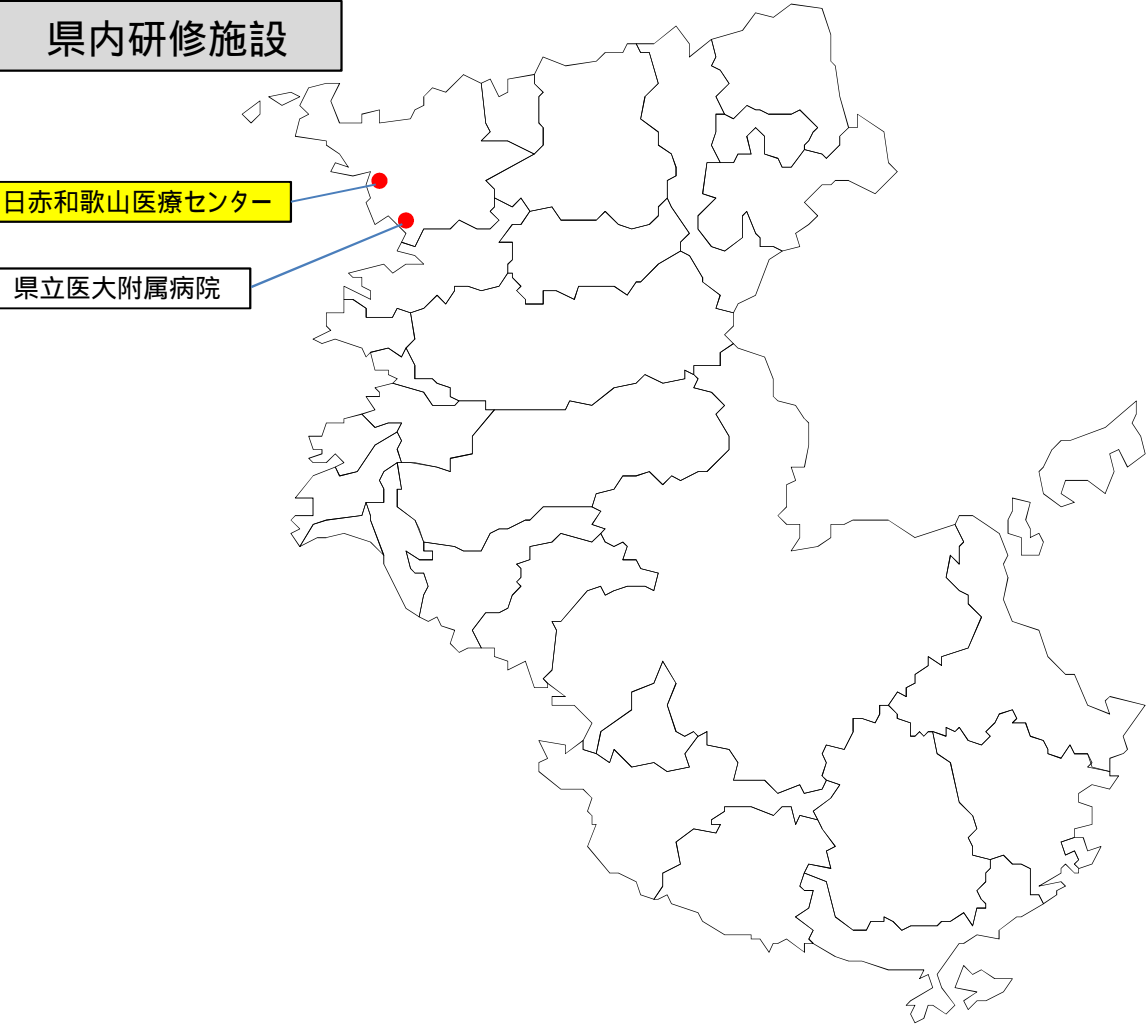 県内研修施設
日赤和歌山医療センター
県立医大附属病院